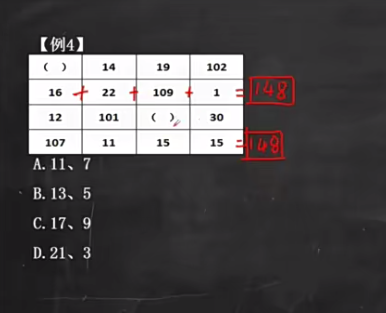 【例4】
( ) 14 19 102
16 + 22 + 109 + 1 = 148
12 101 ( ) 30
107 11 15 15 = 148
A.11、7
B.13、5
C.17、9
D.21、3